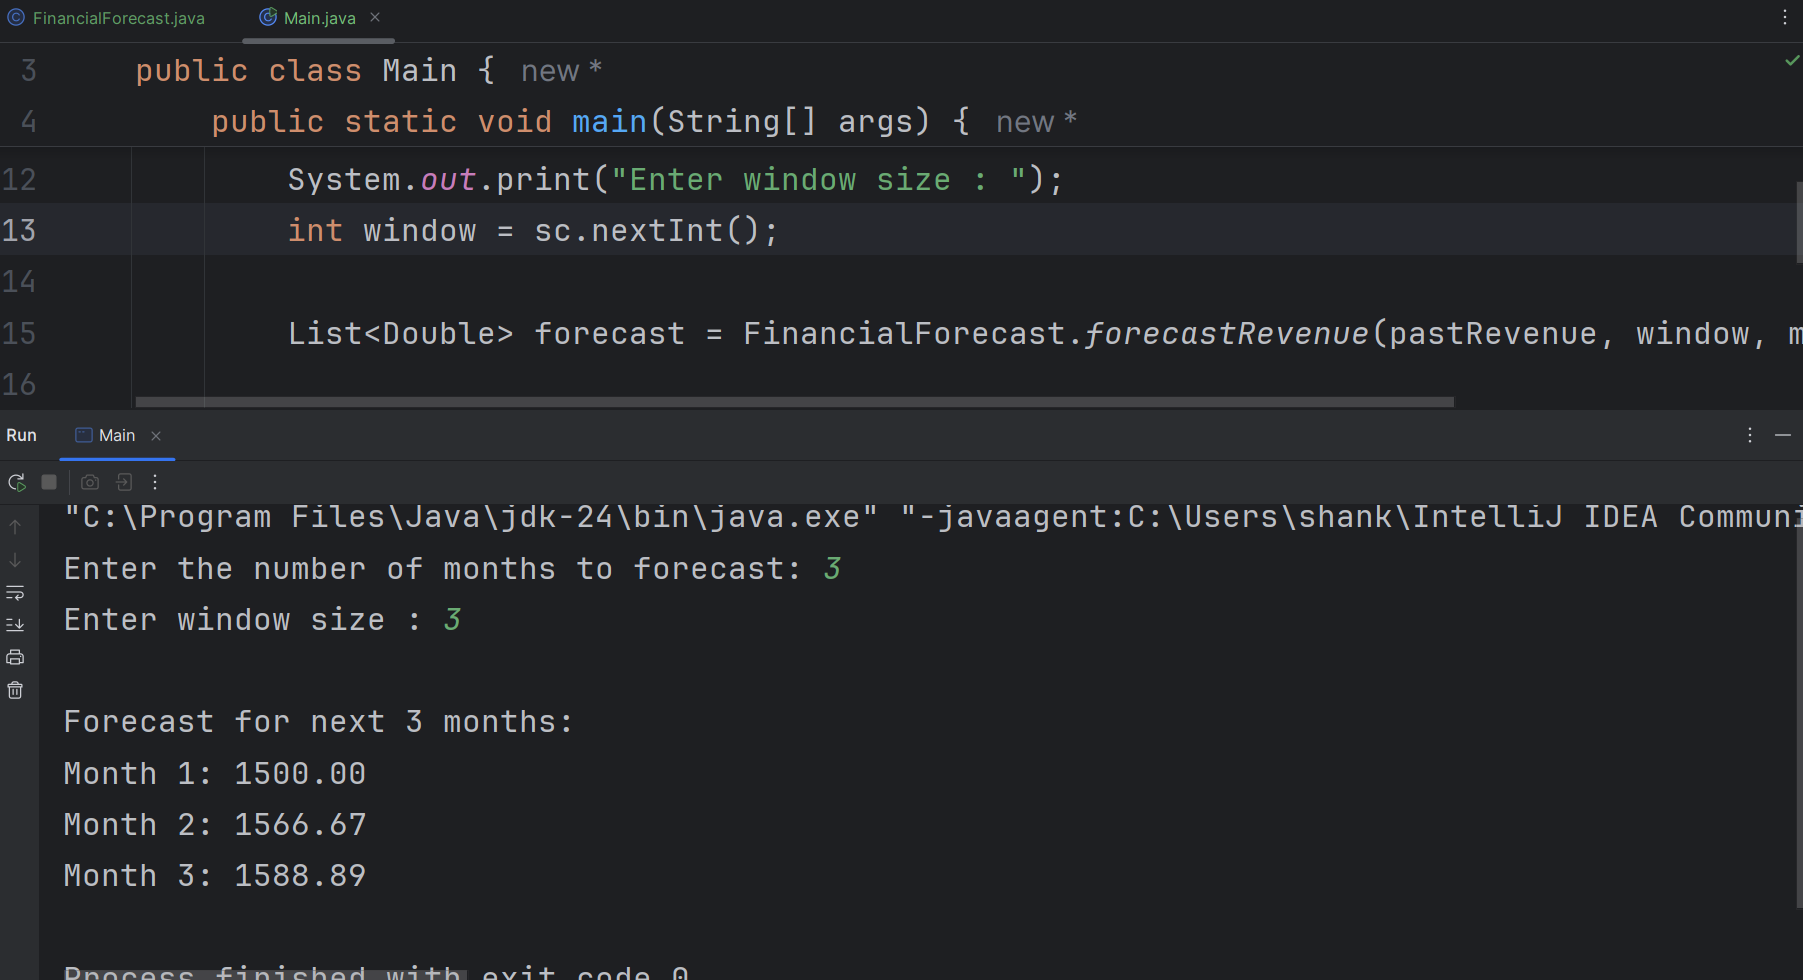 FinancialForecast.java Main.java
3 public class Main { new *
4 public static void main(String[] args) { new *
12 System.out.print("Enter window size : ");
13 int window = sc.nextInt();
14
15 List<Double> forecast = FinancialForecast.forecastRevenue(pastRevenue, window, m
16
Run Main
"C:\Program Files\Java\jdk-24\bin\java.exe" "-javaagent:C:\Users\shank\IntelliJ IDEA Communi
Enter the number of months to forecast: 3
Enter window size : 3
Forecast for next 3 months:
Month 1: 1500.00
Month 2: 1566.67
Month 3: 1588.89
Process finished with exit code 0